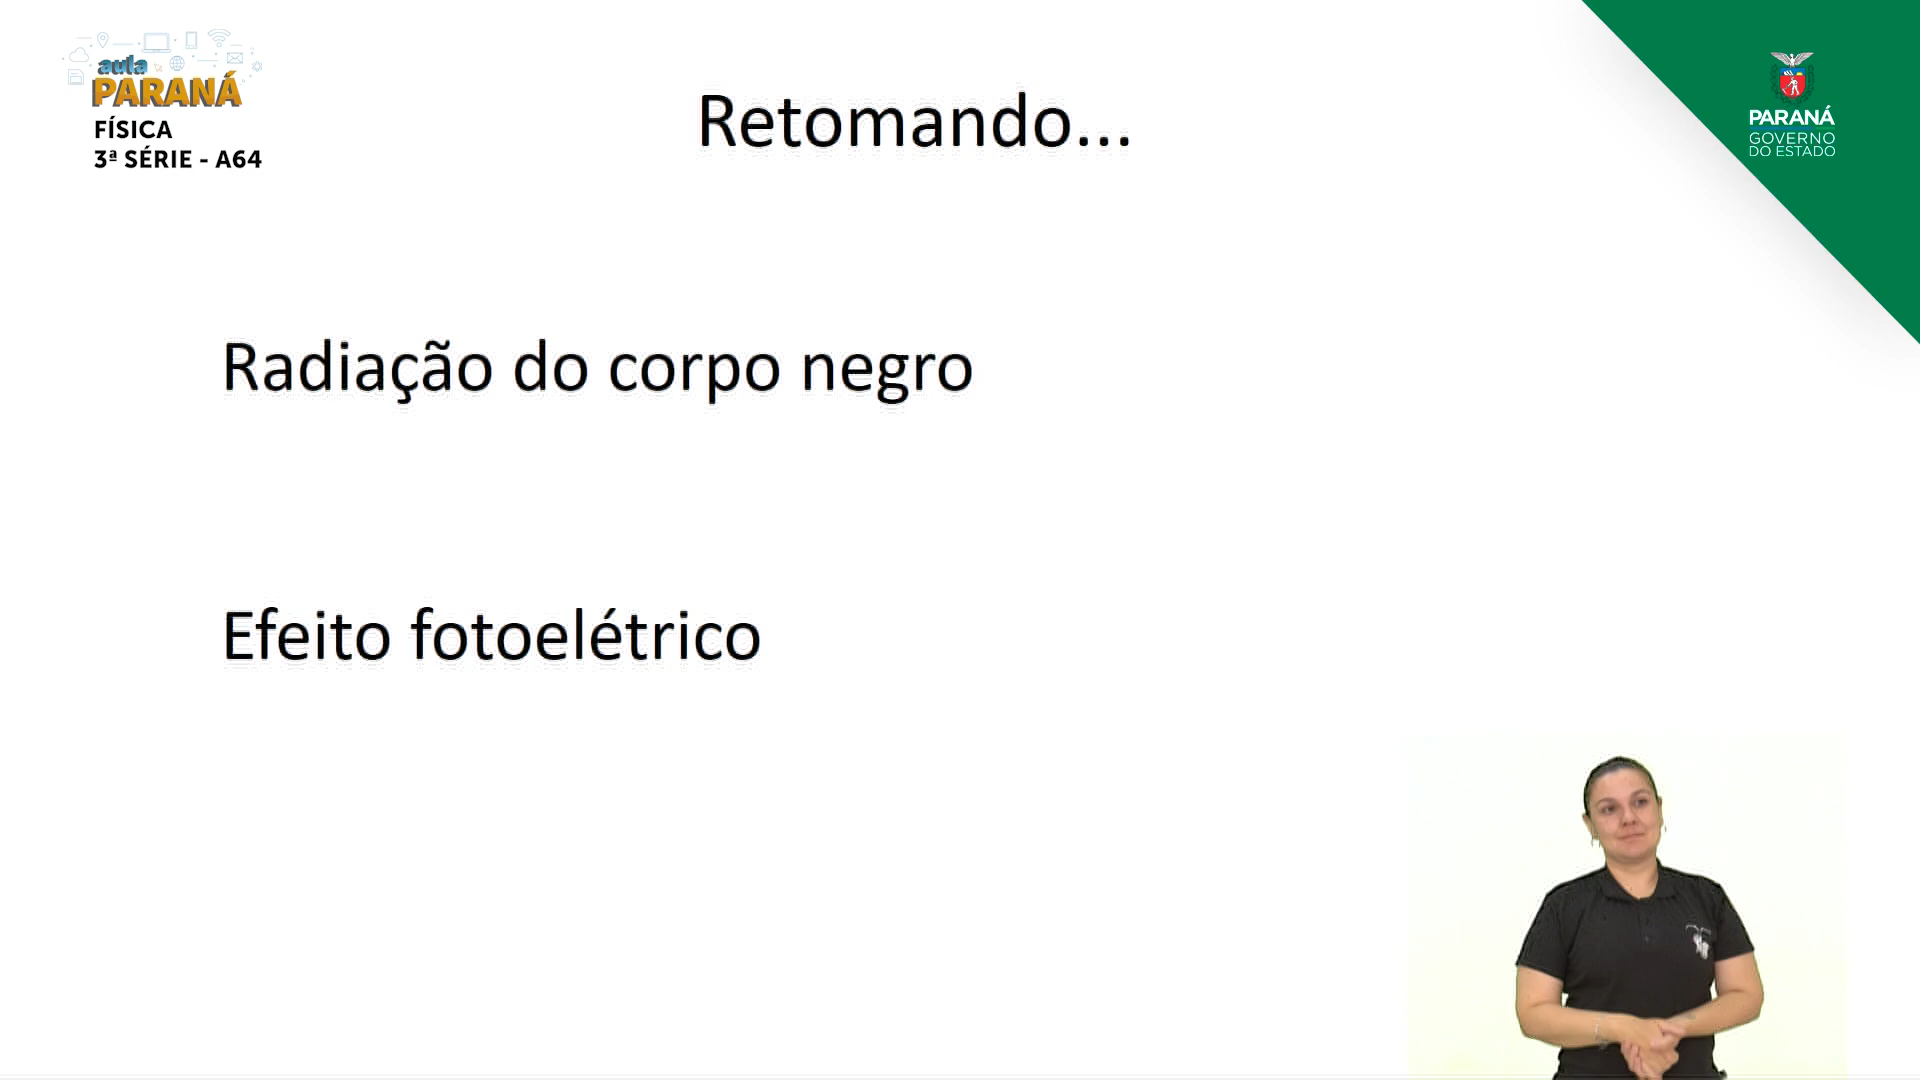 aula
PARANÁ
FÍSICA
3ª SÉRIE - A64
Retomando...
PARANÁ
GOVERNO
DO ESTADO
Radiação do corpo negro
Efeito fotoelétrico